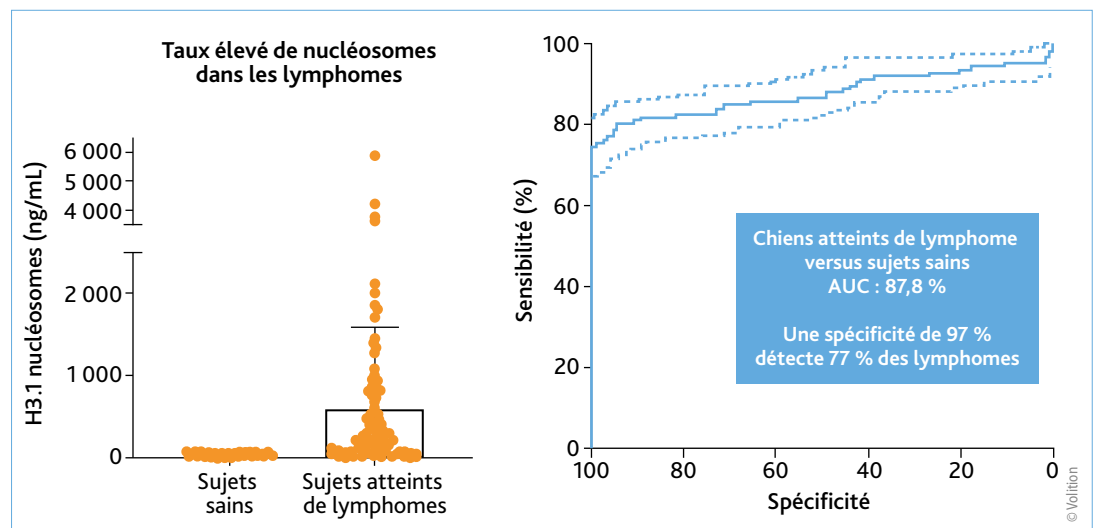 Taux élevé de nucléosomes
dans les lymphomes
H3.1 nucléosomes (ng/mL)
6 000
5 000
4 000
2 000
1 000
0
Sujets
sains
Sujets atteints
de lymphomes
Sensibilité (%)
100
80
60
40
20
0
Chiens atteints de lymphome
versus sujets sains
AUC : 87,8 %
Une spécificité de 97 %
détecte 77 % des lymphomes
100
80
60
40
20
0
Spécificité
© Volition